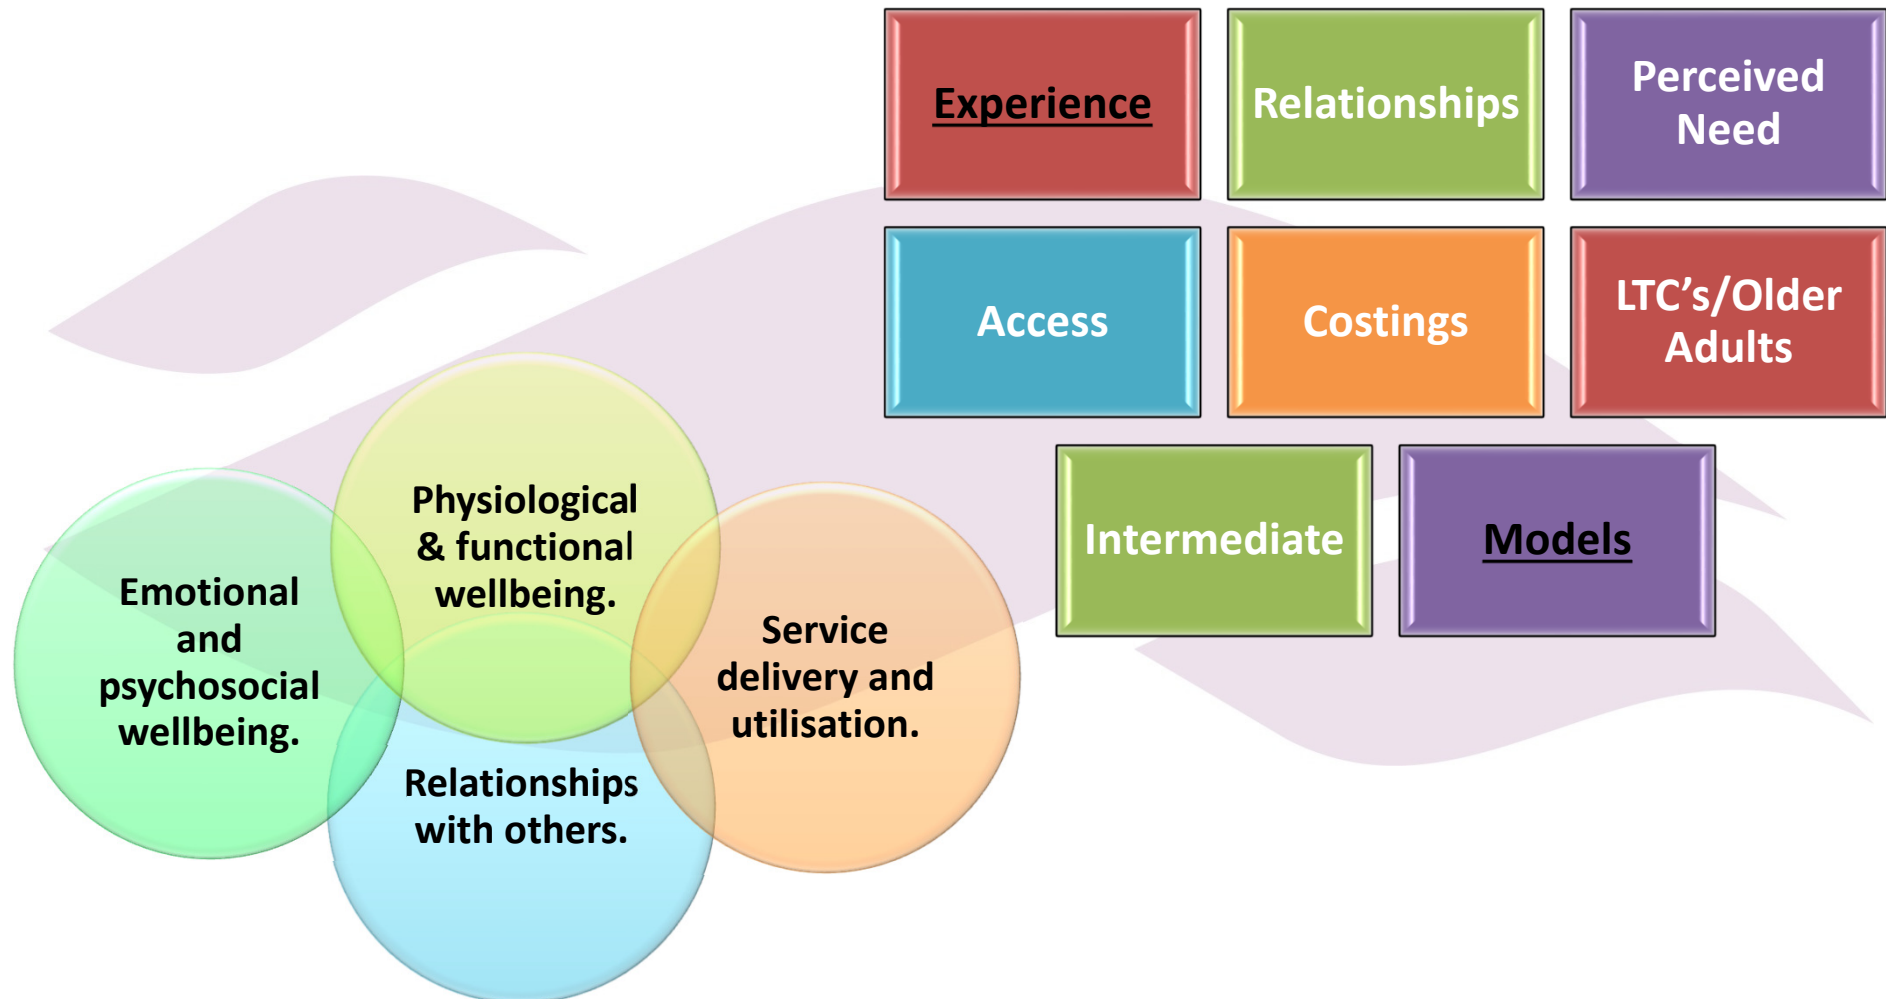 Experience
Relationships
Perceived
Need
Access
Costings
LTC's/Older
Adults
Intermediate
Models
Emotional
and
psychosocial
wellbeing.
Physiological
& functional
wellbeing.
Relationships
with others.
Service
delivery and
utilisation.